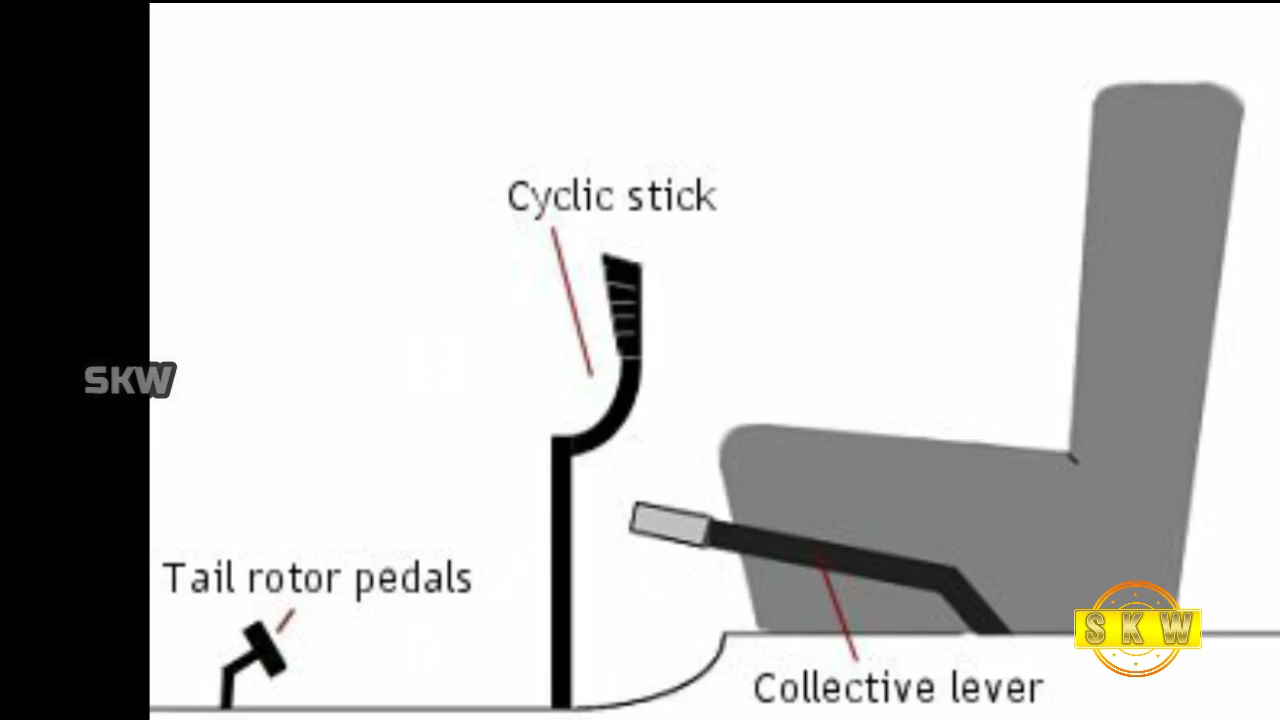 Cyclic stick
SKW
Tail rotor pedals
S K W
Collective lever